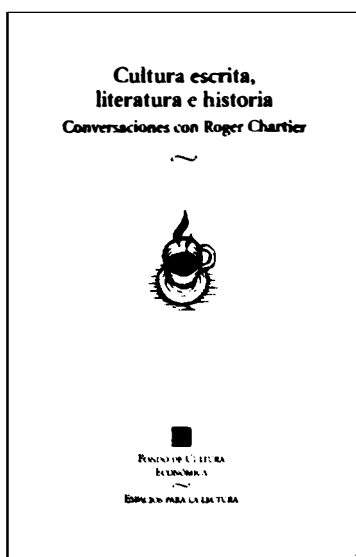 Cultura escrita,
literatura e historia
Conversaciones con Roger Chartier
FONDO DE CULTURA
ECONÓMICA
ESPACIOS PARA LA LECTURA